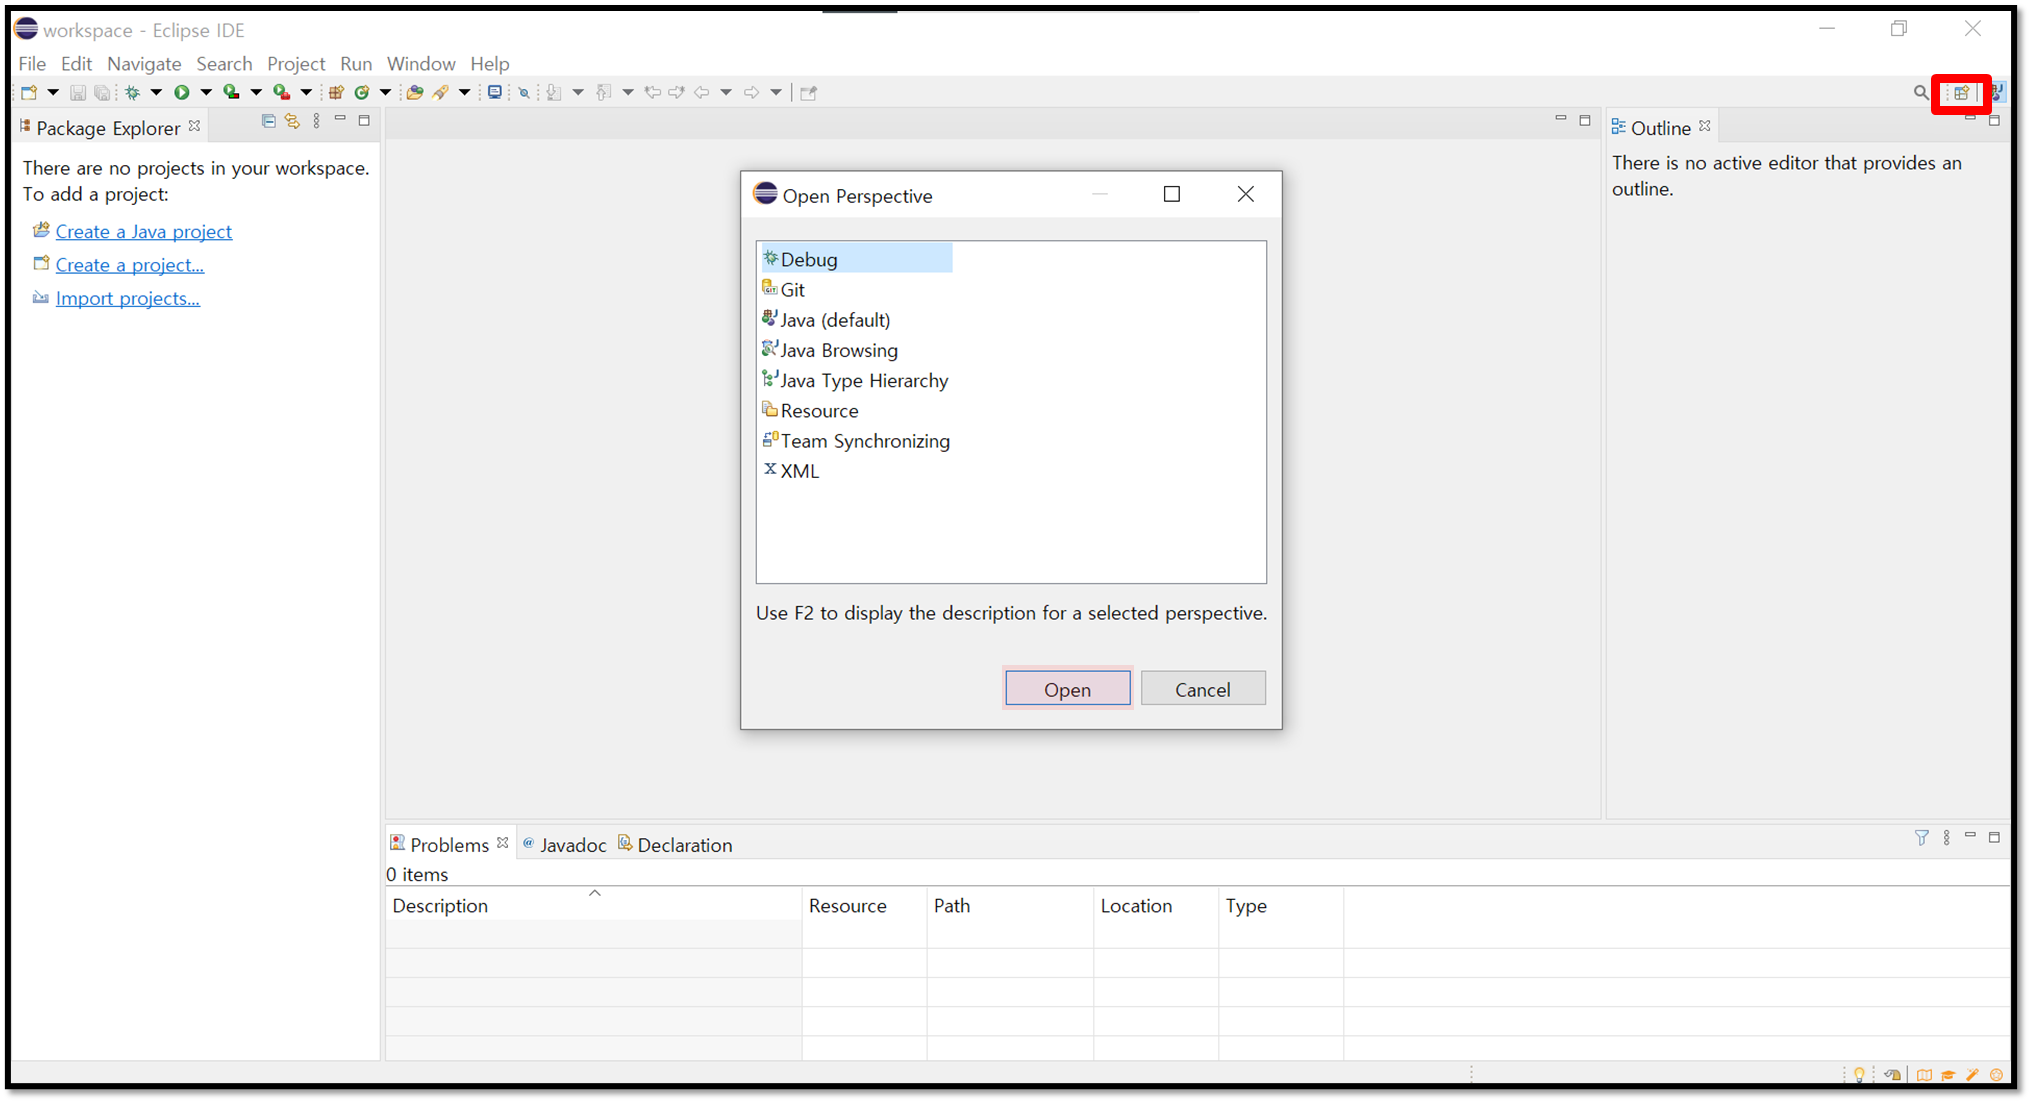 workspace - Eclipse IDE
File Edit Navigate Search Project Run Window Help
Package Explorer
There are no projects in your workspace.
To add a project:
Create a Java project
Create a project...
Import projects...
Outline
There is no active editor that provides an
outline.
Open Perspective
Debug
Git
Java (default)
Java Browsing
Java Type Hierarchy
Resource
Team Synchronizing
XML
Use F2 to display the description for a selected perspective.
Open Cancel
Problems Javadoc Declaration
0 items
Description Resource Path Location Type